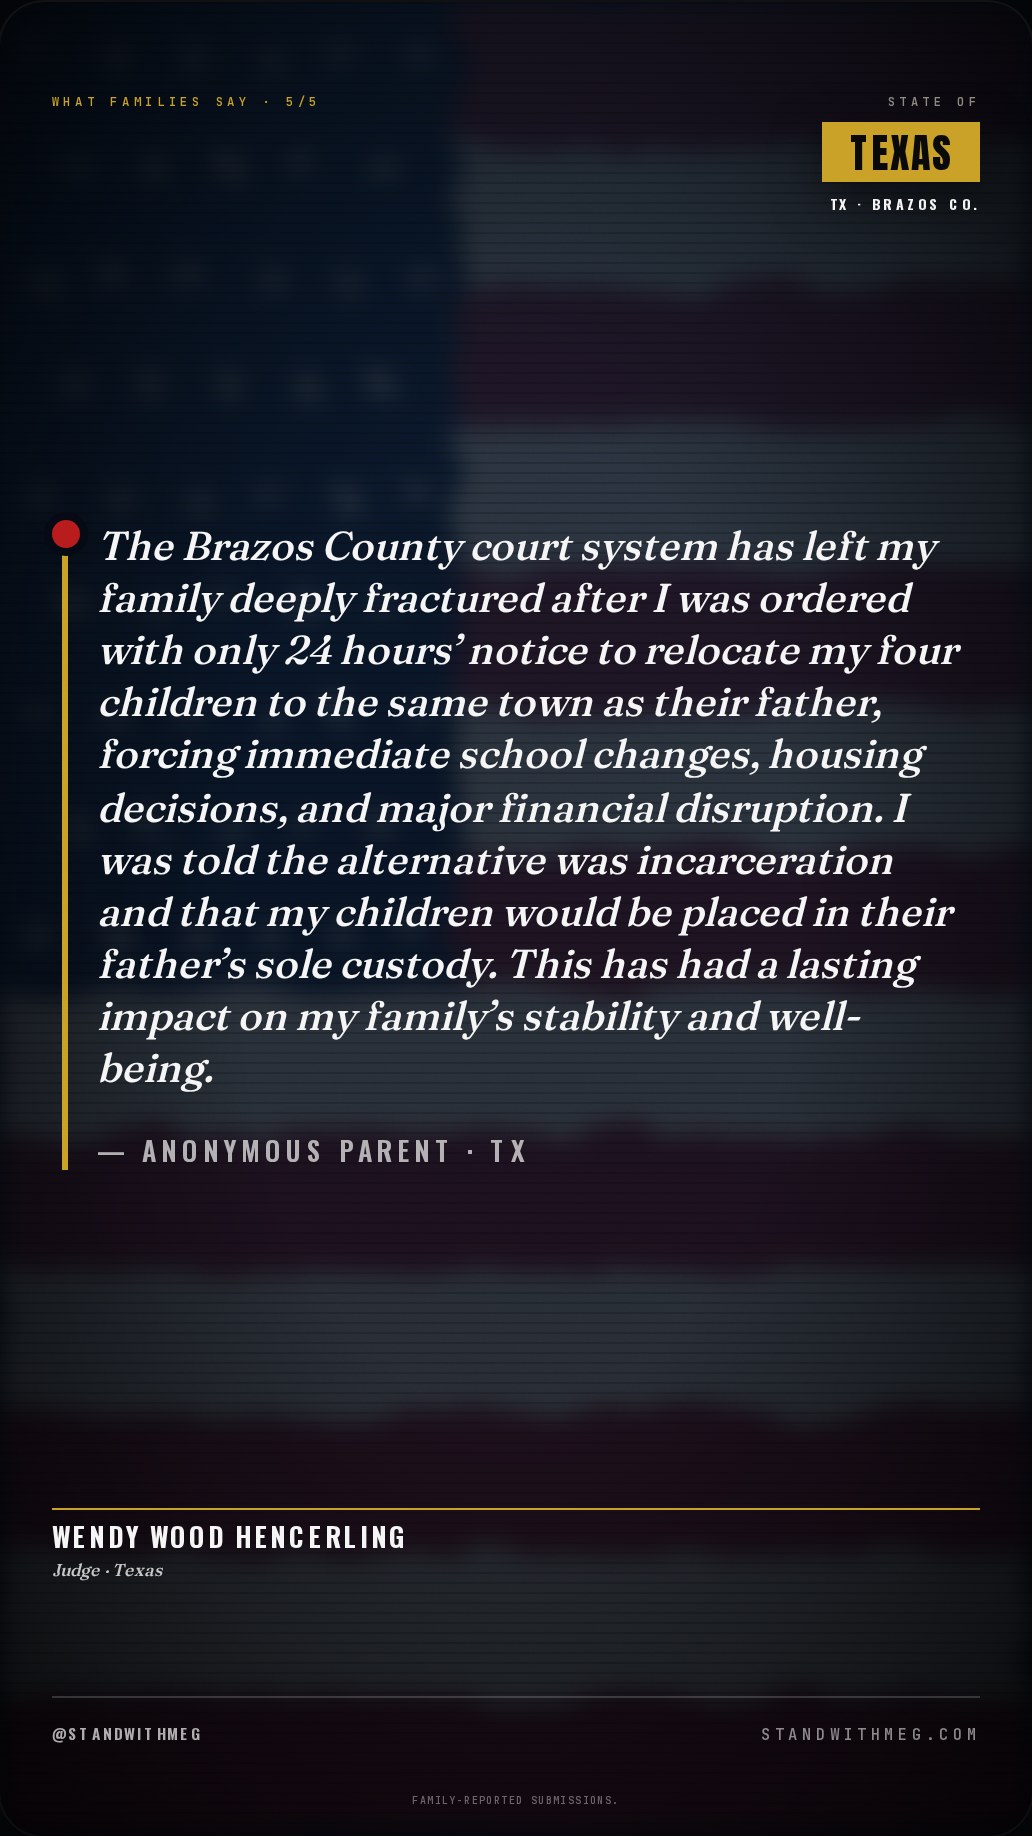 WHAT FAMILIES SAY · 5/5
STATE OF
TEXAS
TX · BRAZOS CO.
The Brazos County court system has left my
family deeply fractured after I was ordered
with only 24 hours’ notice to relocate my four
children to the same town as their father,
forcing immediate school changes, housing
decisions, and major financial disruption. I
was told the alternative was incarceration
and that my children would be placed in their
father’s sole custody. This has had a lasting
impact on my family’s stability and well-
being.
— ANONYMOUS PARENT · TX
WENDY WOOD HENCERLING
Judge · Texas
@STANDWITHMEG
STANDWITHMEG.COM
FAMILY-REPORTED SUBMISSIONS.